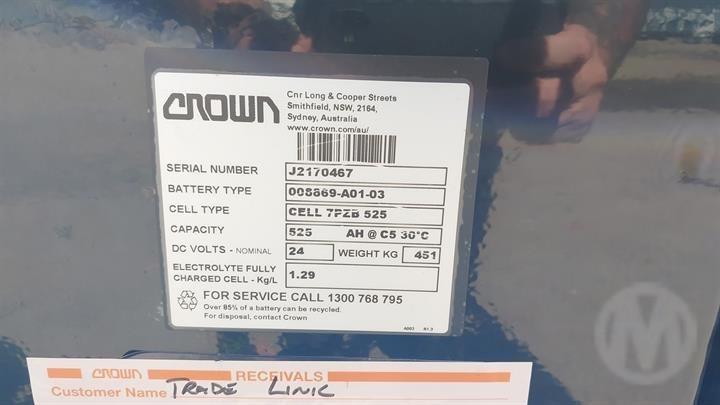 CROWN
Cnr Long & Cooper Streets
Smithfield, NSW, 2164,
Sydney, Australia
www.crown.com/au/
SERIAL NUMBER J2170467
BATTERY TYPE 008869-A01-03
CELL TYPE CELL 7PZB 525
CAPACITY 525 AH @ C5 30°C
DC VOLTS - NOMINAL 24 WEIGHT KG 451
ELECTROLYTE FULLY
CHARGED CELL - Kg/L 1.29
FOR SERVICE CALL 1300 768 795
Over 85% of a battery can be recycled.
For disposal, contact Crown
A003 R1.3
CROWN RECEIVALS
Customer Name TRADE LINK
M